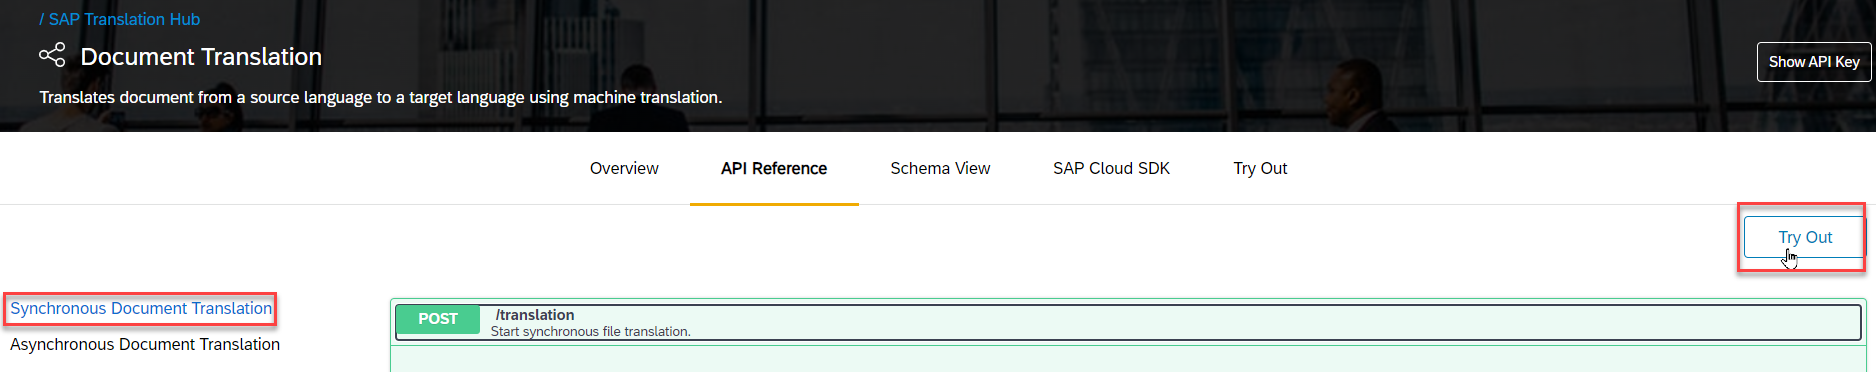 / SAP Translation Hub
Document Translation
Show API Key
Translates document from a source language to a target language using machine translation.
Overview API Reference Schema View SAP Cloud SDK Try Out
Try Out
Synchronous Document Translation
Asynchronous Document Translation
POST /translation
Start synchronous file translation.